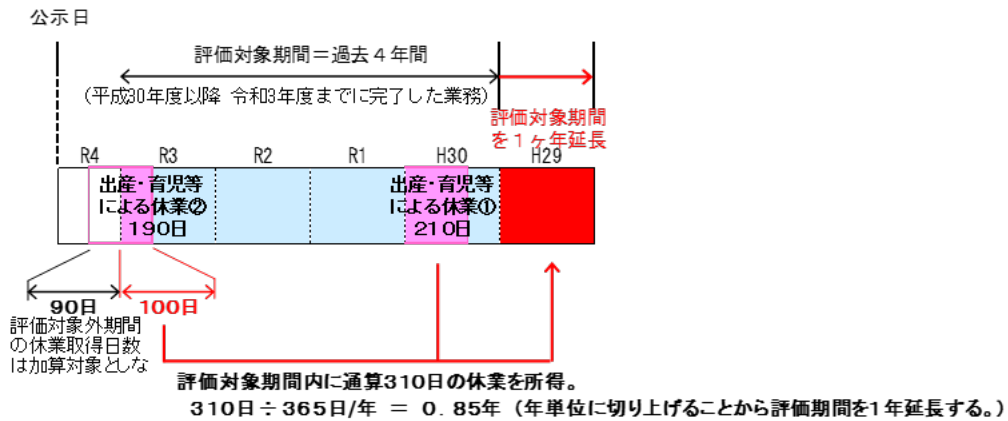 公示日
評価対象期間＝過去４年間
(平成30年度以降 令和3年度までに完了した業務)
評価対象期間
を１ヶ年延長
R4 R3 R2 R1 H30 H29
出産・育児等
による休業②
190日
出産・育児等
による休業①
210日
90日
100日
評価対象外期間
の休業取得日数
は加算対象としな
評価対象期間内に通算310日の休業を所得。
310日÷365日/年 ＝ 0．85年（年単位に切り上げることから評価期間を1年延長する。）